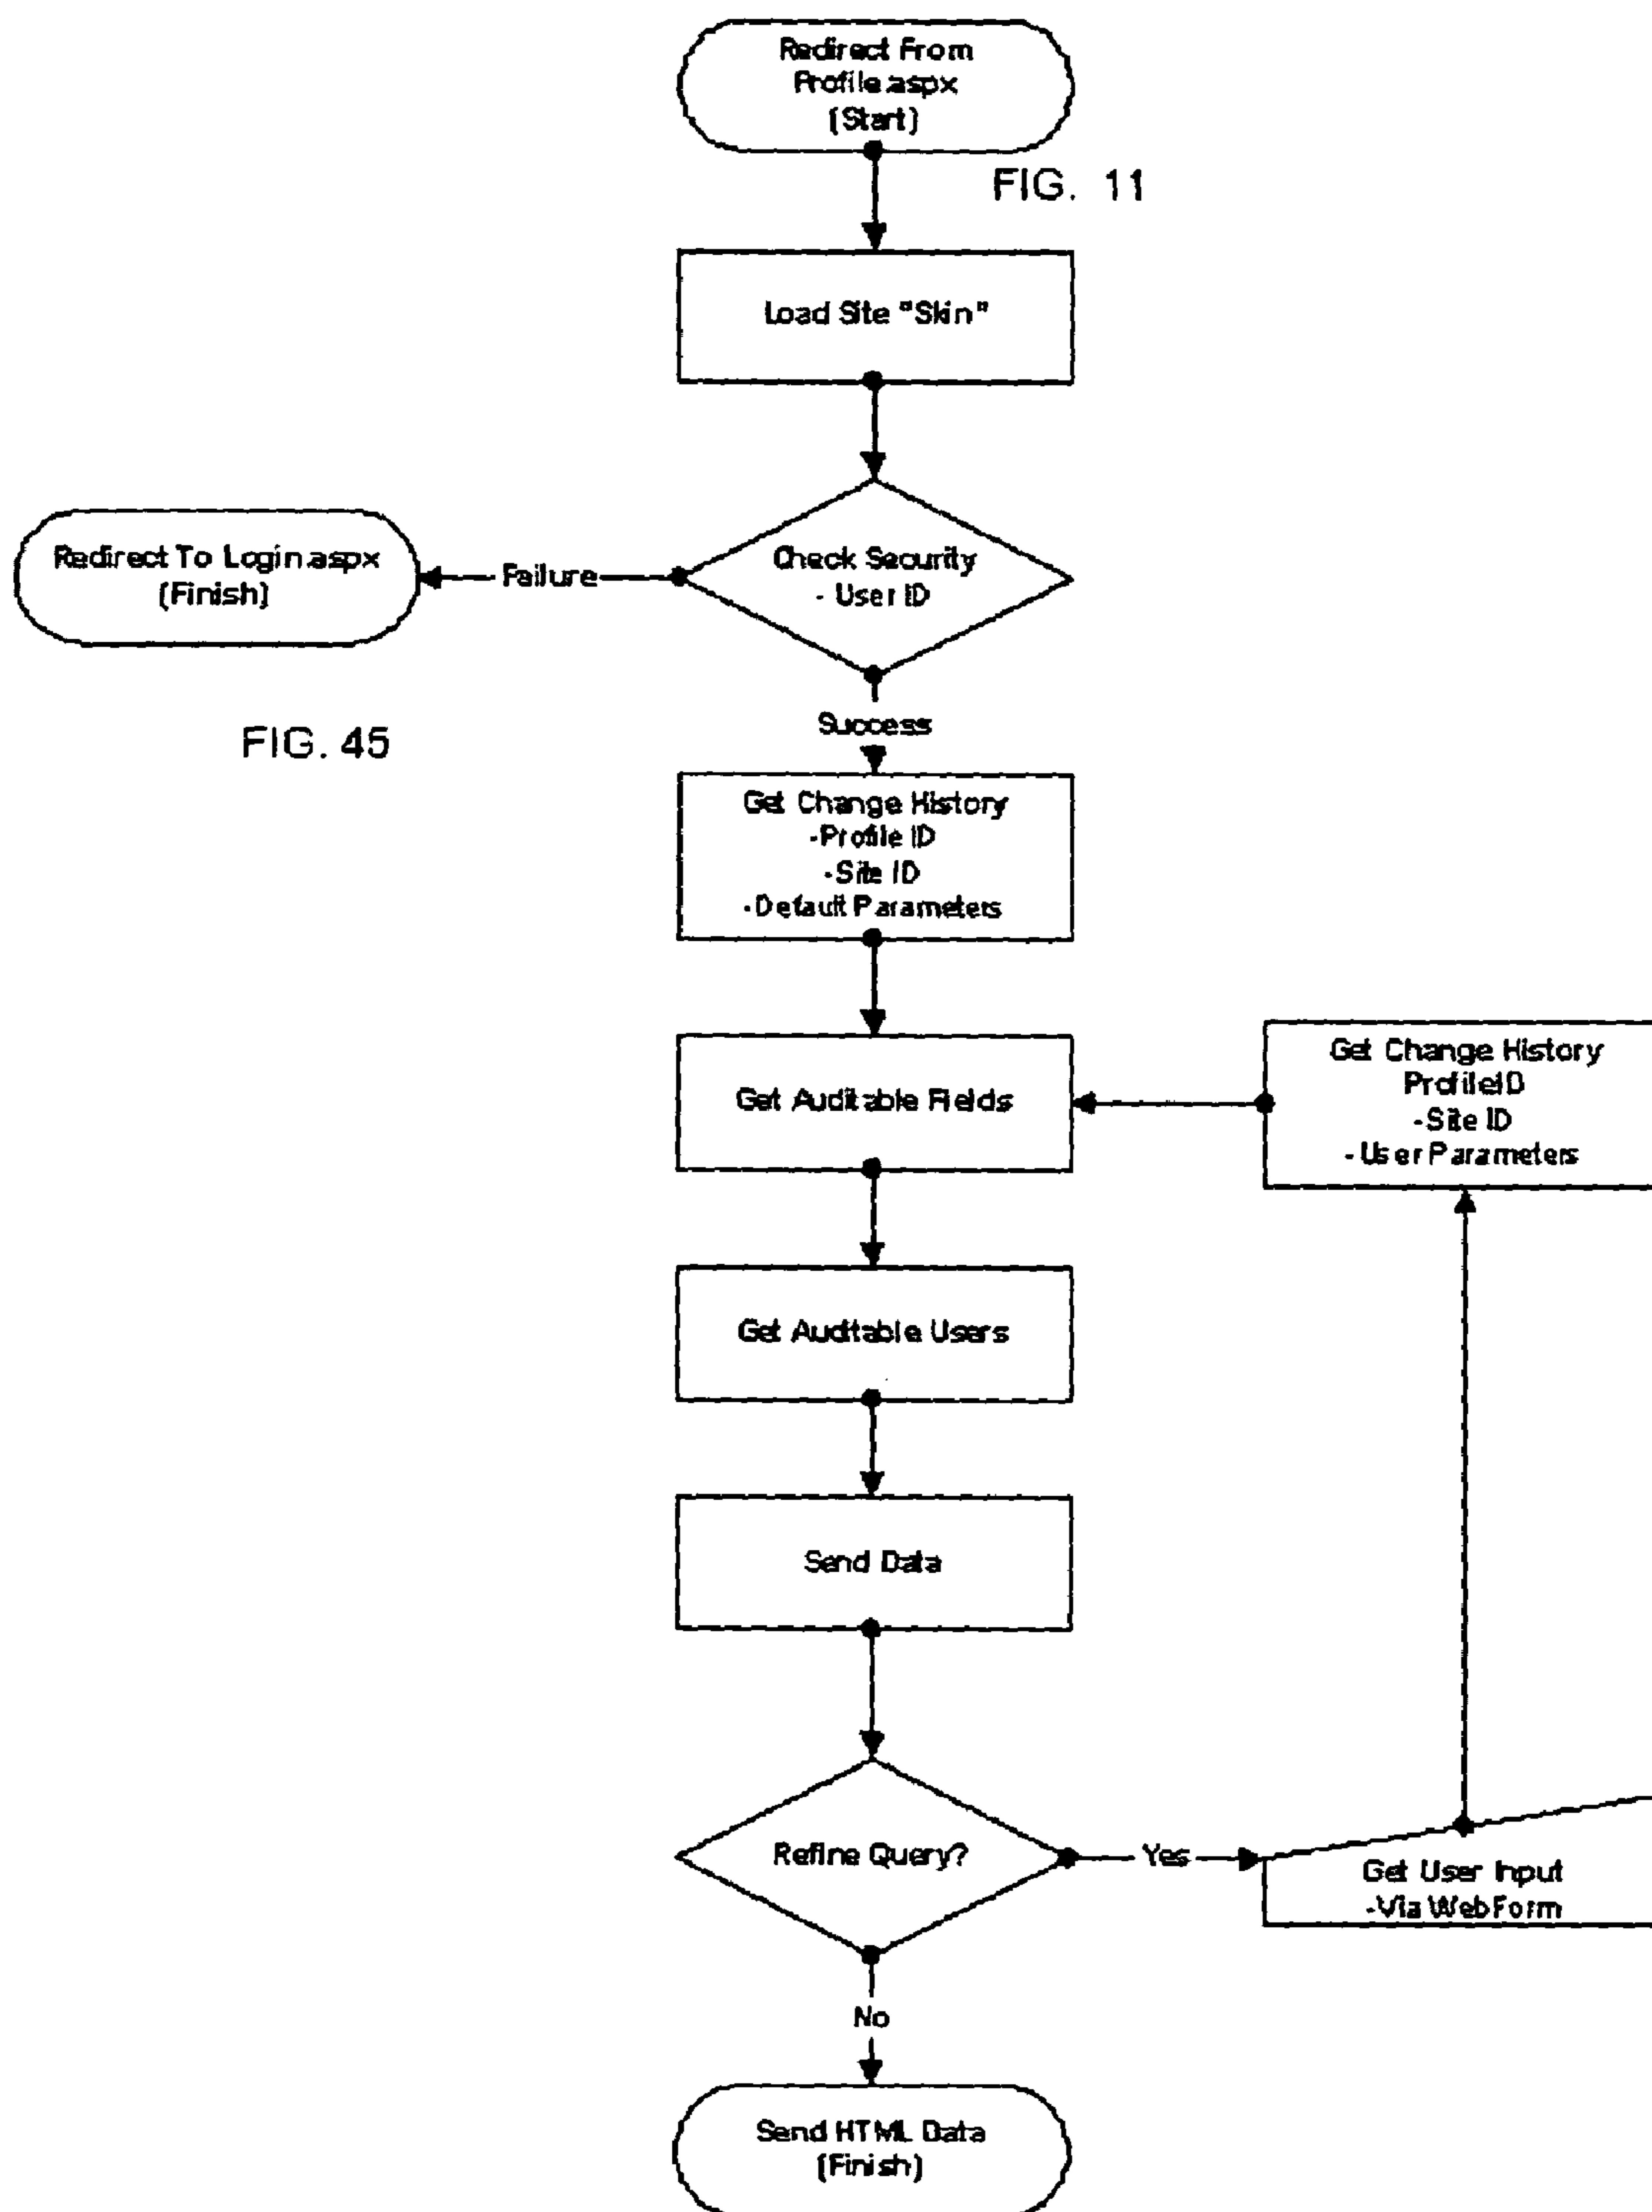 Redirect From
Profile.aspx
(Start)
FIG. 11
Load Site "Skin"
Check Security
- User ID
Failure
Redirect To Login.aspx
(Finish)
FIG. 45
Success
Get Change History
-Profile ID
-Site ID
-Default Parameters
Get Auditable Fields
Get Change History
ProfileID
-Site ID
-User Parameters
Get Auditable Users
Send Data
Refine Query?
Yes
Get User Input
-Via WebForm
No
Send HTML Data
(Finish)